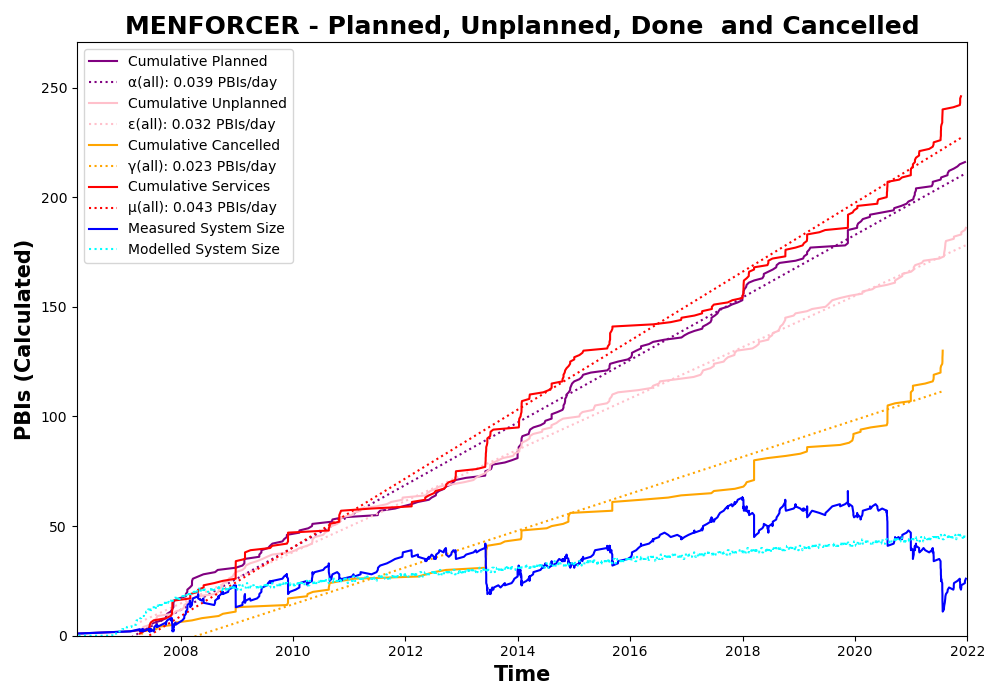 MENFORCER - Planned, Unplanned, Done  and Cancelled
PBIs (Calculated)
250
200
150
100
50
0
Cumulative Planned
α(all): 0.039 PBIs/day
Cumulative Unplanned
ε(all): 0.032 PBIs/day
Cumulative Cancelled
γ(all): 0.023 PBIs/day
Cumulative Services
μ(all): 0.043 PBIs/day
Measured System Size
Modelled System Size
2008 2010 2012 2014 2016 2018 2020 2022
Time